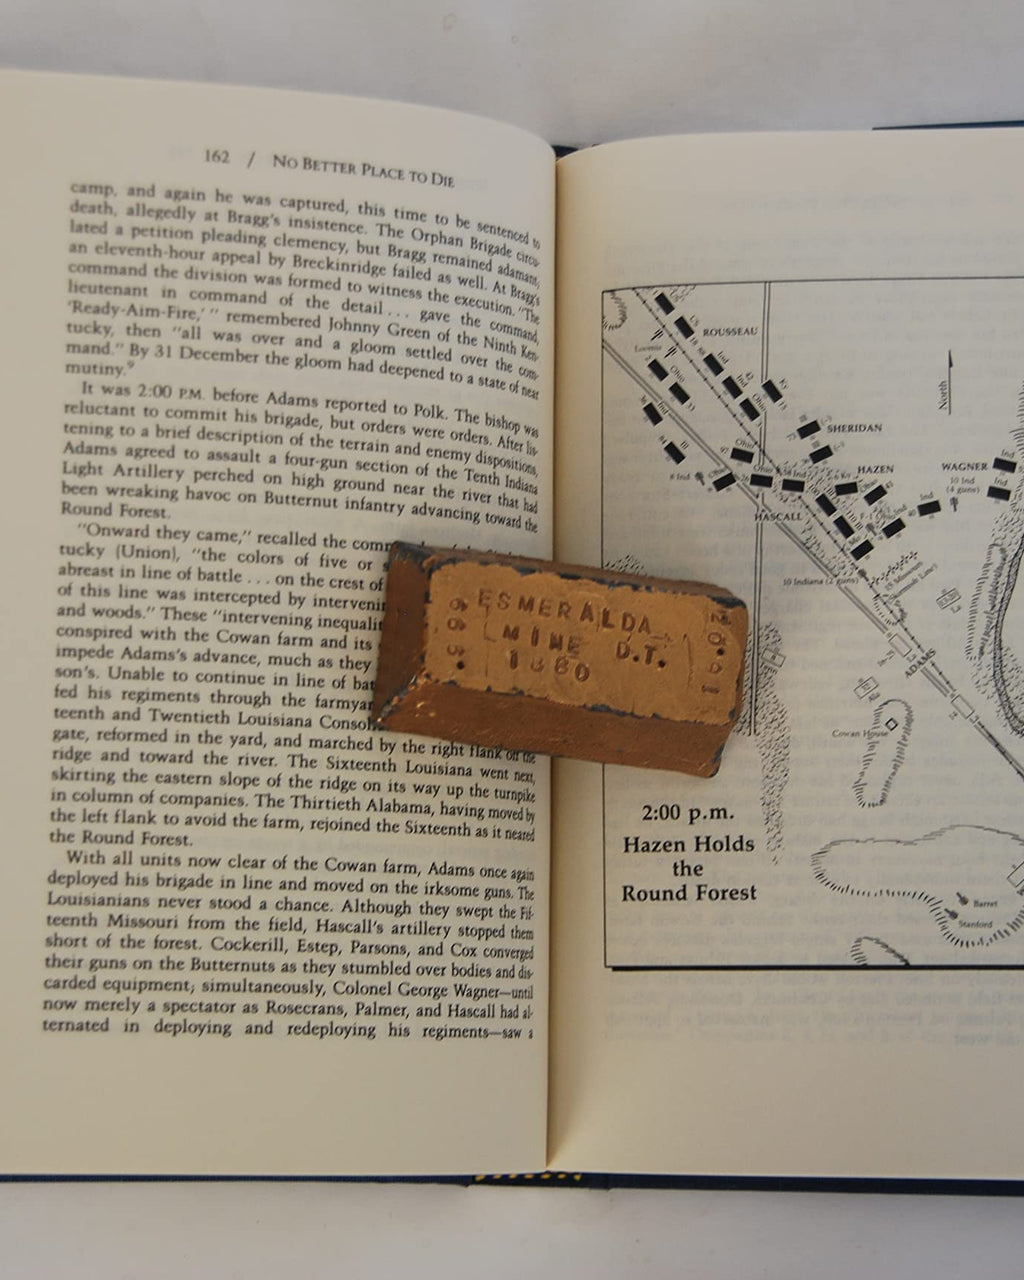 162 / NO BETTER PLACE TO DIE
camp, and again he was captured, this time to be sentenced to
death, allegedly at Bragg's insistence. The Orphan Brigade circu-
lated a petition pleading clemency, but Bragg remained adamant;
an eleventh-hour appeal by Breckinridge failed as well. At Bragg's
command the division was formed to witness the execution. "The
lieutenant in command of the detail . . . gave the command,
'Ready-Aim-Fire,' " remembered Johnny Green of the Ninth Ken-
tucky, then "all was over and a gloom settled over the com-
mand." By 31 December the gloom had deepened to a state of near
mutiny.⁹
It was 2:00 P.M. before Adams reported to Polk. The bishop was
reluctant to commit his brigade, but orders were orders. After lis-
tening to a brief description of the terrain and enemy dispositions,
Adams agreed to assault a four-gun section of the Tenth Indiana
Light Artillery perched on high ground near the river that had
been wreaking havoc on Butternut infantry advancing toward the
Round Forest.
"Onward they came," recalled the
tucky (Union), "the colors of five or
abreast in line of battle . . . on the crest of
of this line was intercepted by
and woods." These "intervening
conspired with the Cowan farm and its
impede Adams's advance, much as they
son's. Unable to continue in line of
fed his regiments through the
teenth and Twentieth Louisiana
gate, reformed in the yard, and marched by the right flank on the
ridge and toward the river. The Sixteenth Louisiana went next,
skirting the eastern slope of the ridge on its way up the turnpike
in column of companies. The Thirtieth Alabama, having moved by
the left flank to avoid the farm, rejoined the Sixteenth as it neared
the Round Forest.
With all units now clear of the Cowan farm, Adams once again
deployed his brigade in line and moved on the irksome guns. The
Louisianians never stood a chance. Although they swept the Fif-
teenth Missouri from the field, Hascall's artillery stopped them
short of the forest. Cockerill, Estep, Parsons, and Cox converged
their guns on the Butternuts as they stumbled over bodies and dis-
carded equipment; simultaneously, Colonel George Wagner—until
now merely a spectator as Rosecrans, Palmer, and Hascall had al-
ternated in deploying and redeploying his regiments—saw a
ESMERALDA
MINE D.T.
1880
ROUSSEAU
Loomis
North
SHERIDAN
HAZEN
WAGNER
10 Ind
(4 guns)
HASCALL
10 Indiana (2 guns)
15 Missouri
ADAMS
Cowan House
Barret
Stanford
2:00 p.m.
Hazen Holds
the
Round Forest